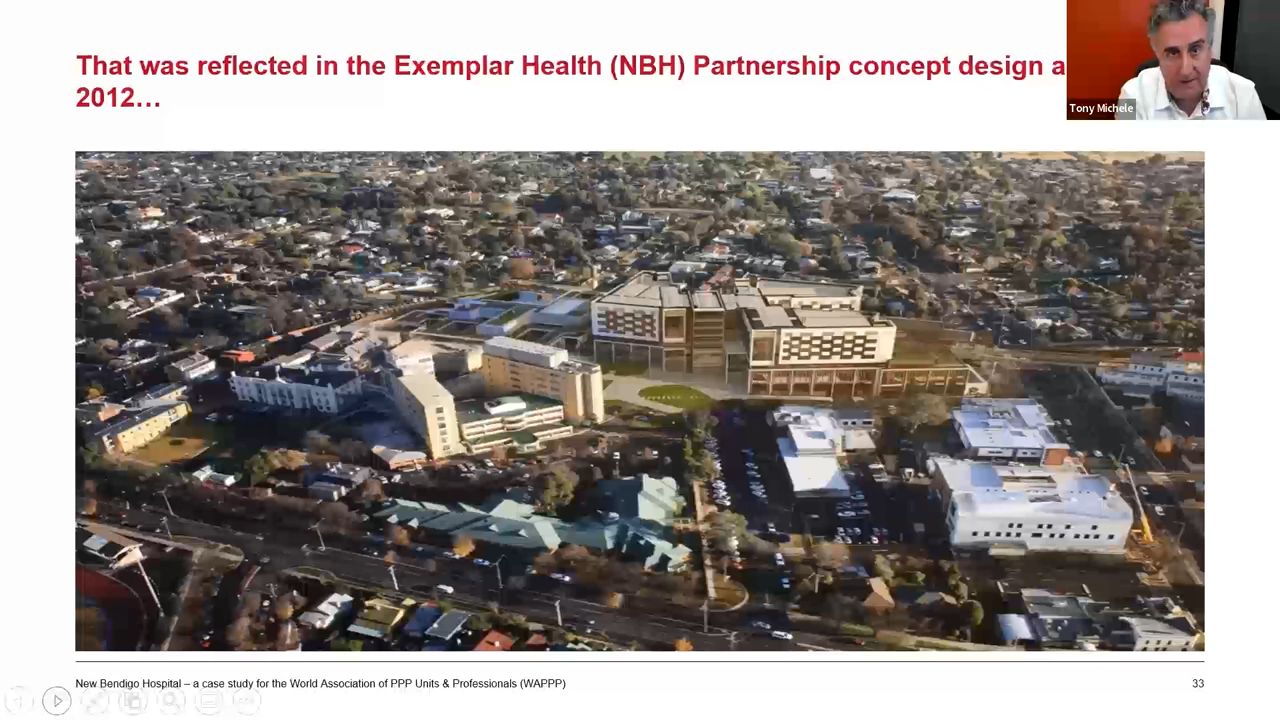 That was reflected in the Exemplar Health (NBH) Partnership concept design a
2012…
Tony Michele
New Bendigo Hospital – a case study for the World Association of PPP Units & Professionals (WAPPP)
33